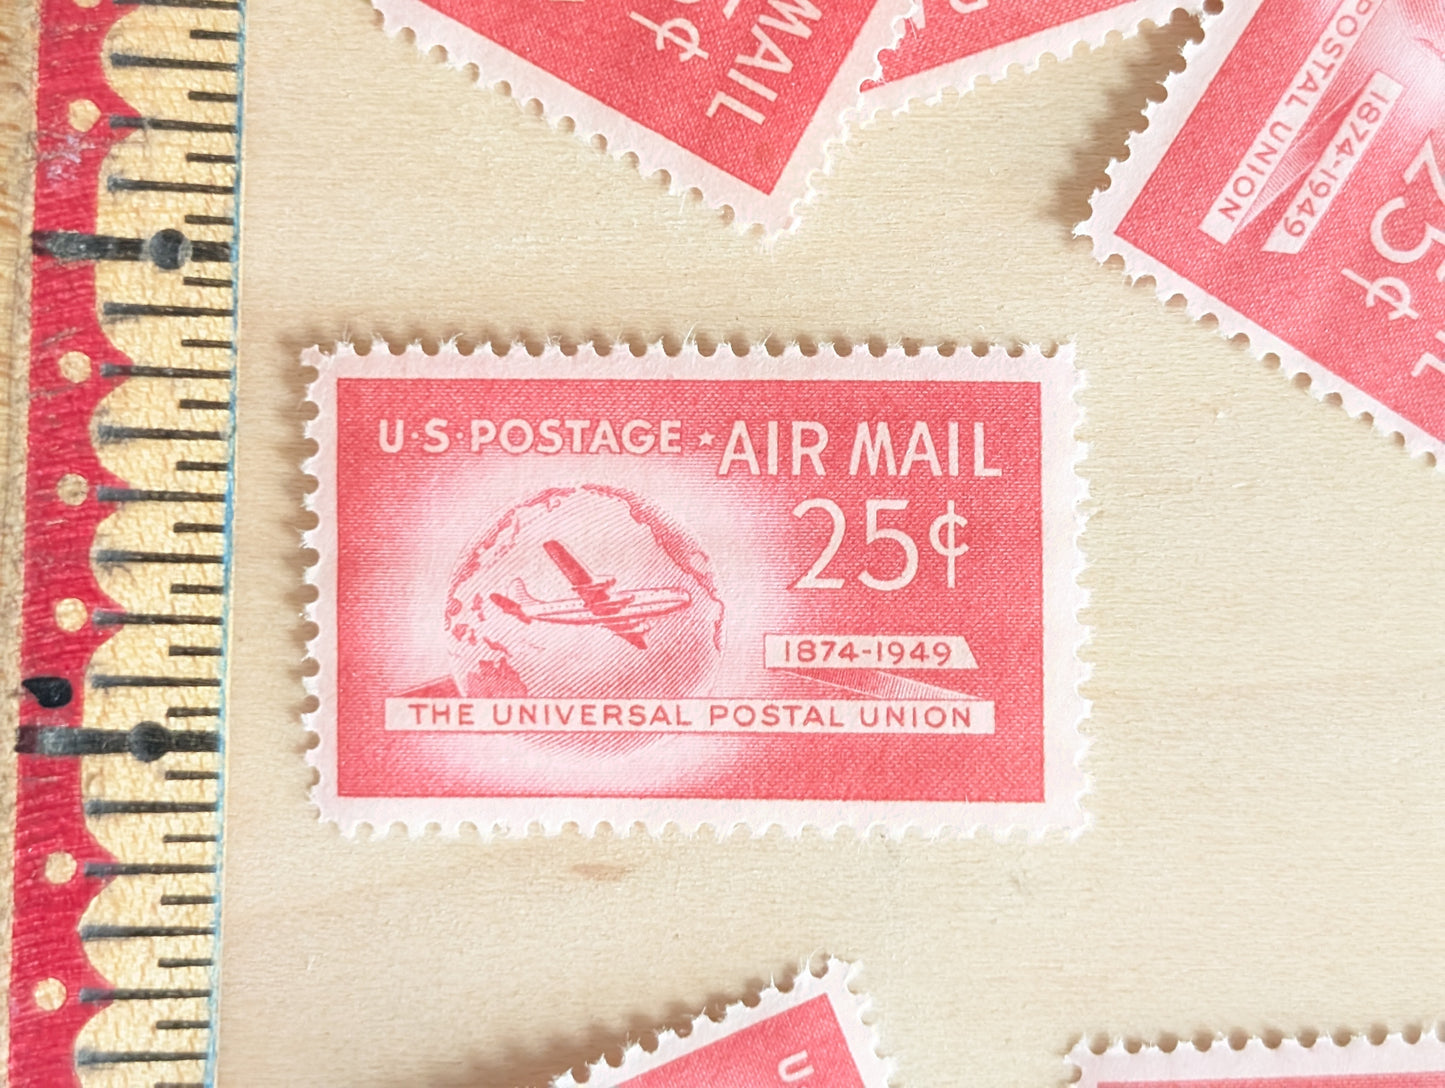 MAIL
¢
POSTAL UNION
1874-1949
25¢
U·S·POSTAGE ★ AIR MAIL
25¢
1874-1949
THE UNIVERSAL POSTAL UNION
U